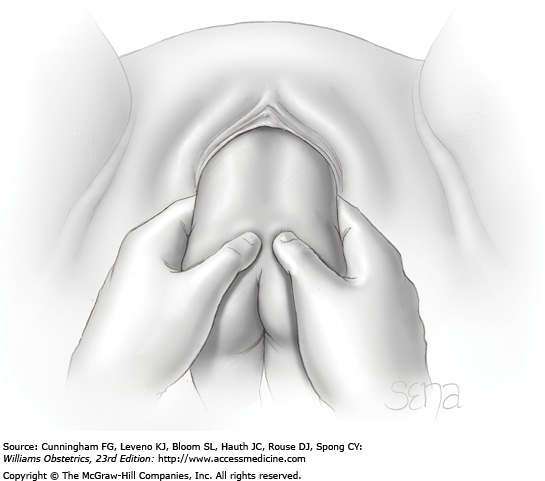 sena
Source: Cunningham FG, Leveno KJ, Bloom SL, Hauth JC, Rouse DJ, Spong CY:
Williams Obstetrics, 23rd Edition: http://www.accessmedicine.com
Copyright © The McGraw-Hill Companies, Inc. All rights reserved.